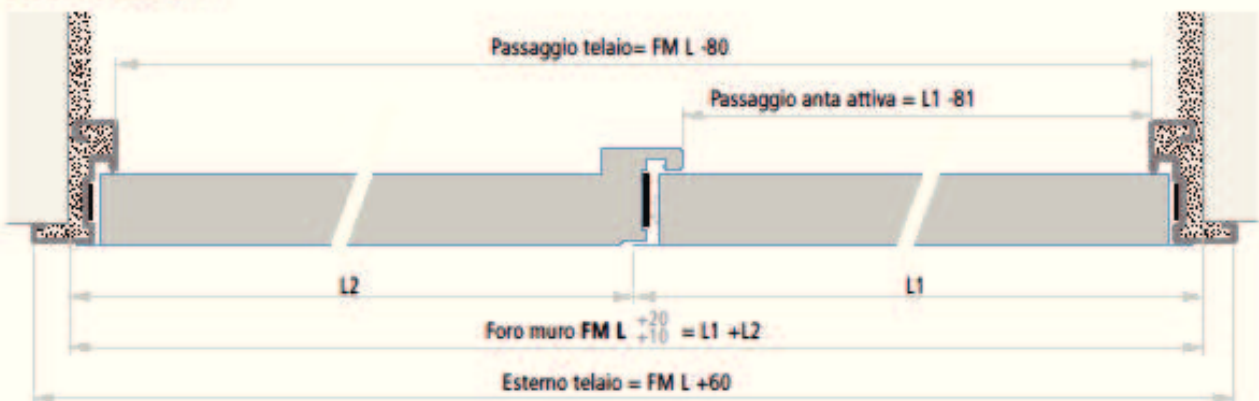 Passaggio telaio= FM L -80
Passaggio anta attiva = L1 -81
L2
L1
Foro muro FM L +20 +10 = L1 +L2
Esterno telaio = FM L +60